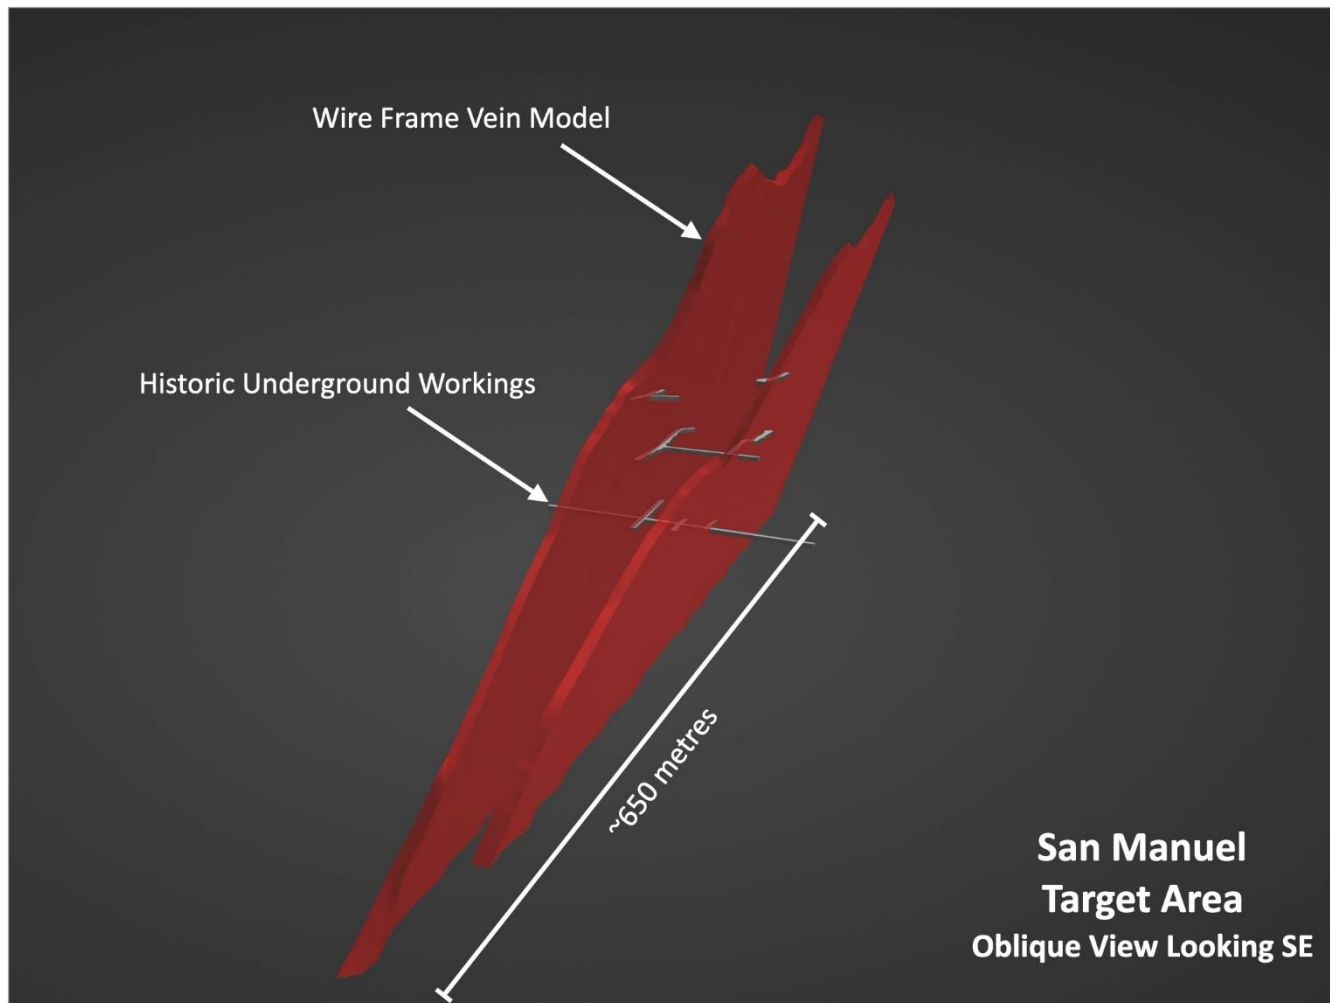 Wire Frame Vein Model
Historic Underground Workings
~650 metres
San Manuel
Target Area
Oblique View Looking SE